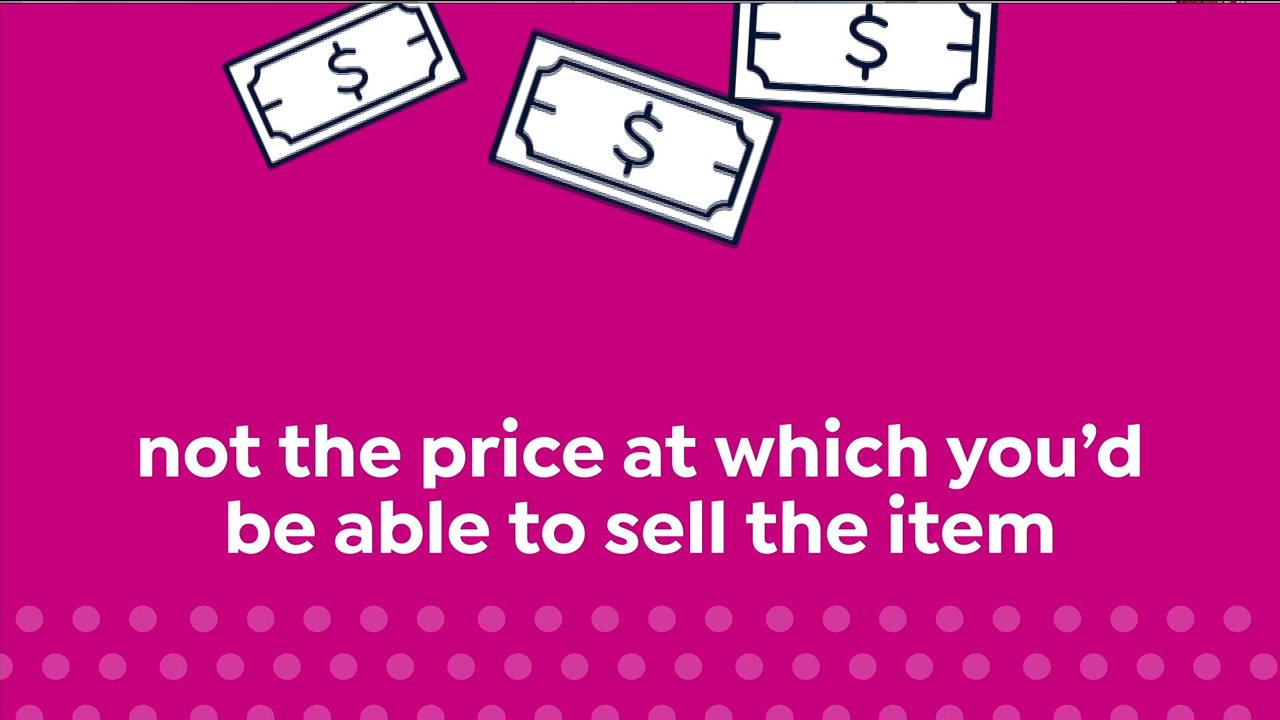 $
$
$
not the price at which you’d
be able to sell the item